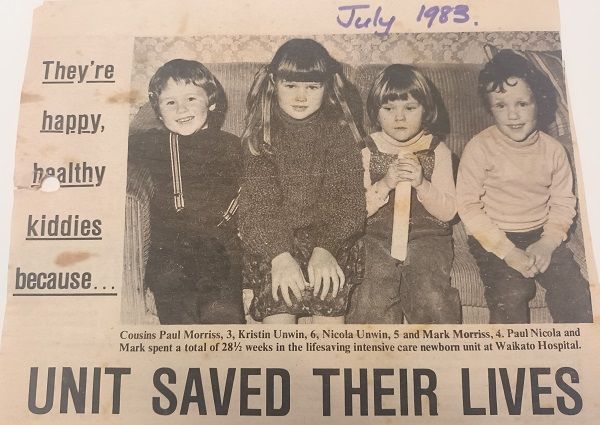 July 1983.
They're
happy,
healthy
kiddies
because...
Cousins Paul Morriss, 3, Kristin Unwin, 6, Nicola Unwin, 5 and Mark Morriss, 4. Paul Nicola and
Mark spent a total of 28½ weeks in the lifesaving intensive care newborn unit at Waikato Hospital.
UNIT SAVED THEIR LIVES